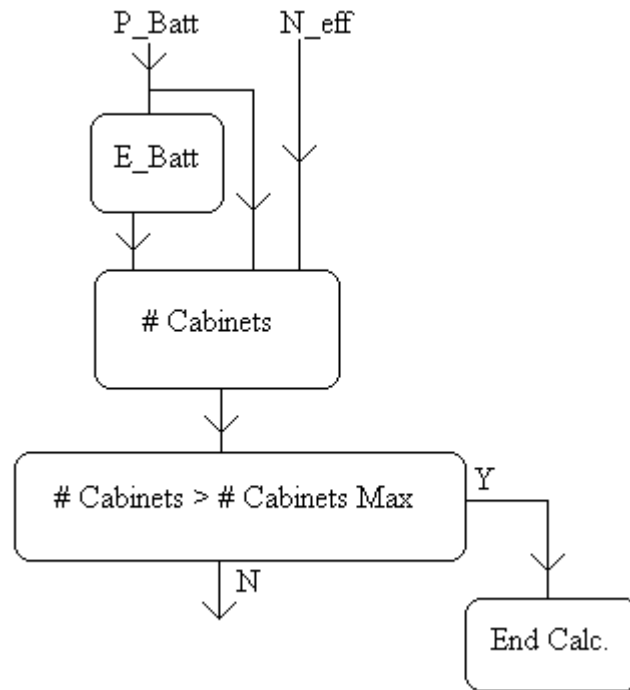 P_Batt
N_eff
E_Batt
# Cabinets
# Cabinets > # Cabinets Max
Y
N
End Calc.